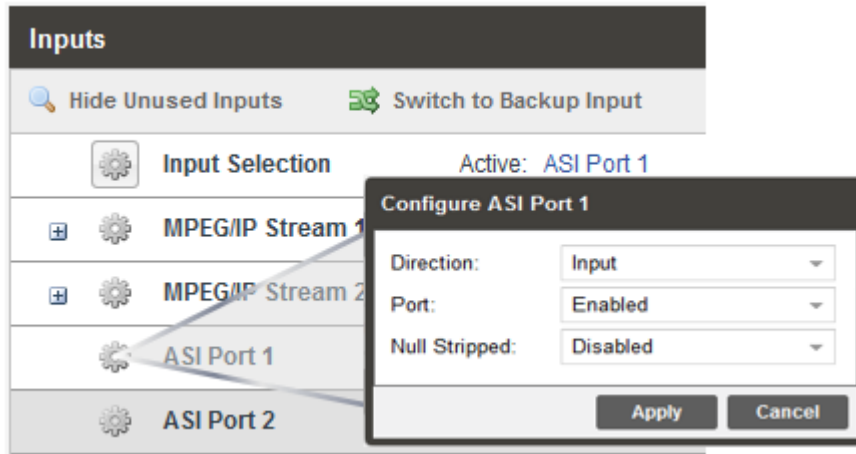 Inputs
Hide Unused Inputs Switch to Backup Input
Input Selection Active: ASI Port 1
MPEG/IP Stream 1
MPEG/IP Stream 2
ASI Port 1
ASI Port 2
Configure ASI Port 1
Direction: Input
Port: Enabled
Null Stripped: Disabled
Apply Cancel